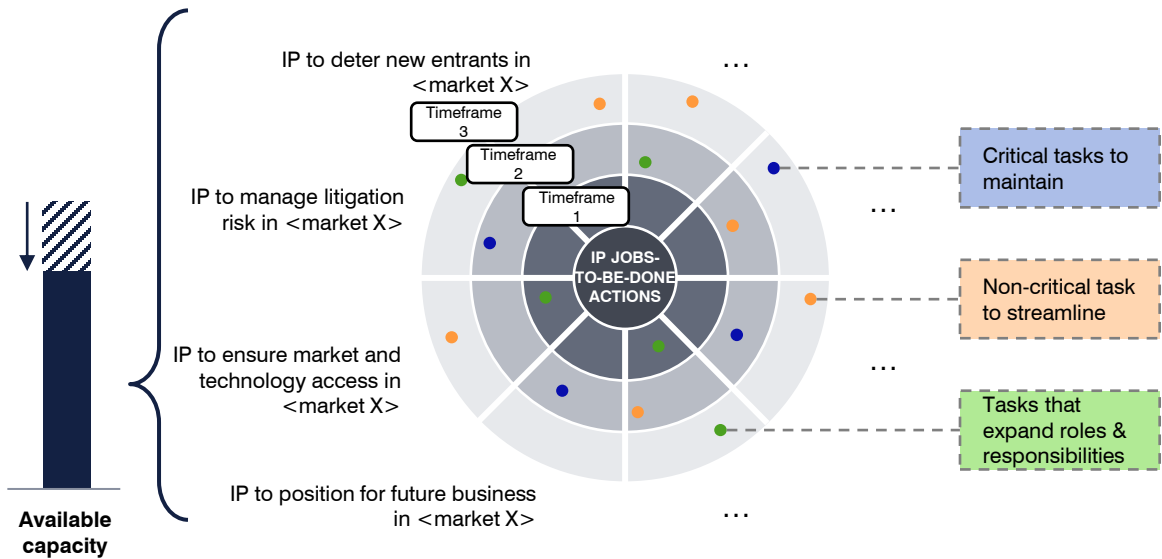 IP to deter new entrants in
<market X>
...
Timeframe
3
Timeframe
2
Timeframe
1
IP to manage litigation
risk in <market X>
...
IP JOBS-
TO-BE-DONE
ACTIONS
IP to ensure market and
technology access in
<market X>
...
IP to position for future business
in <market X>
...
Available
capacity
Critical tasks to
maintain
Non-critical task
to streamline
Tasks that
expand roles &
responsibilities